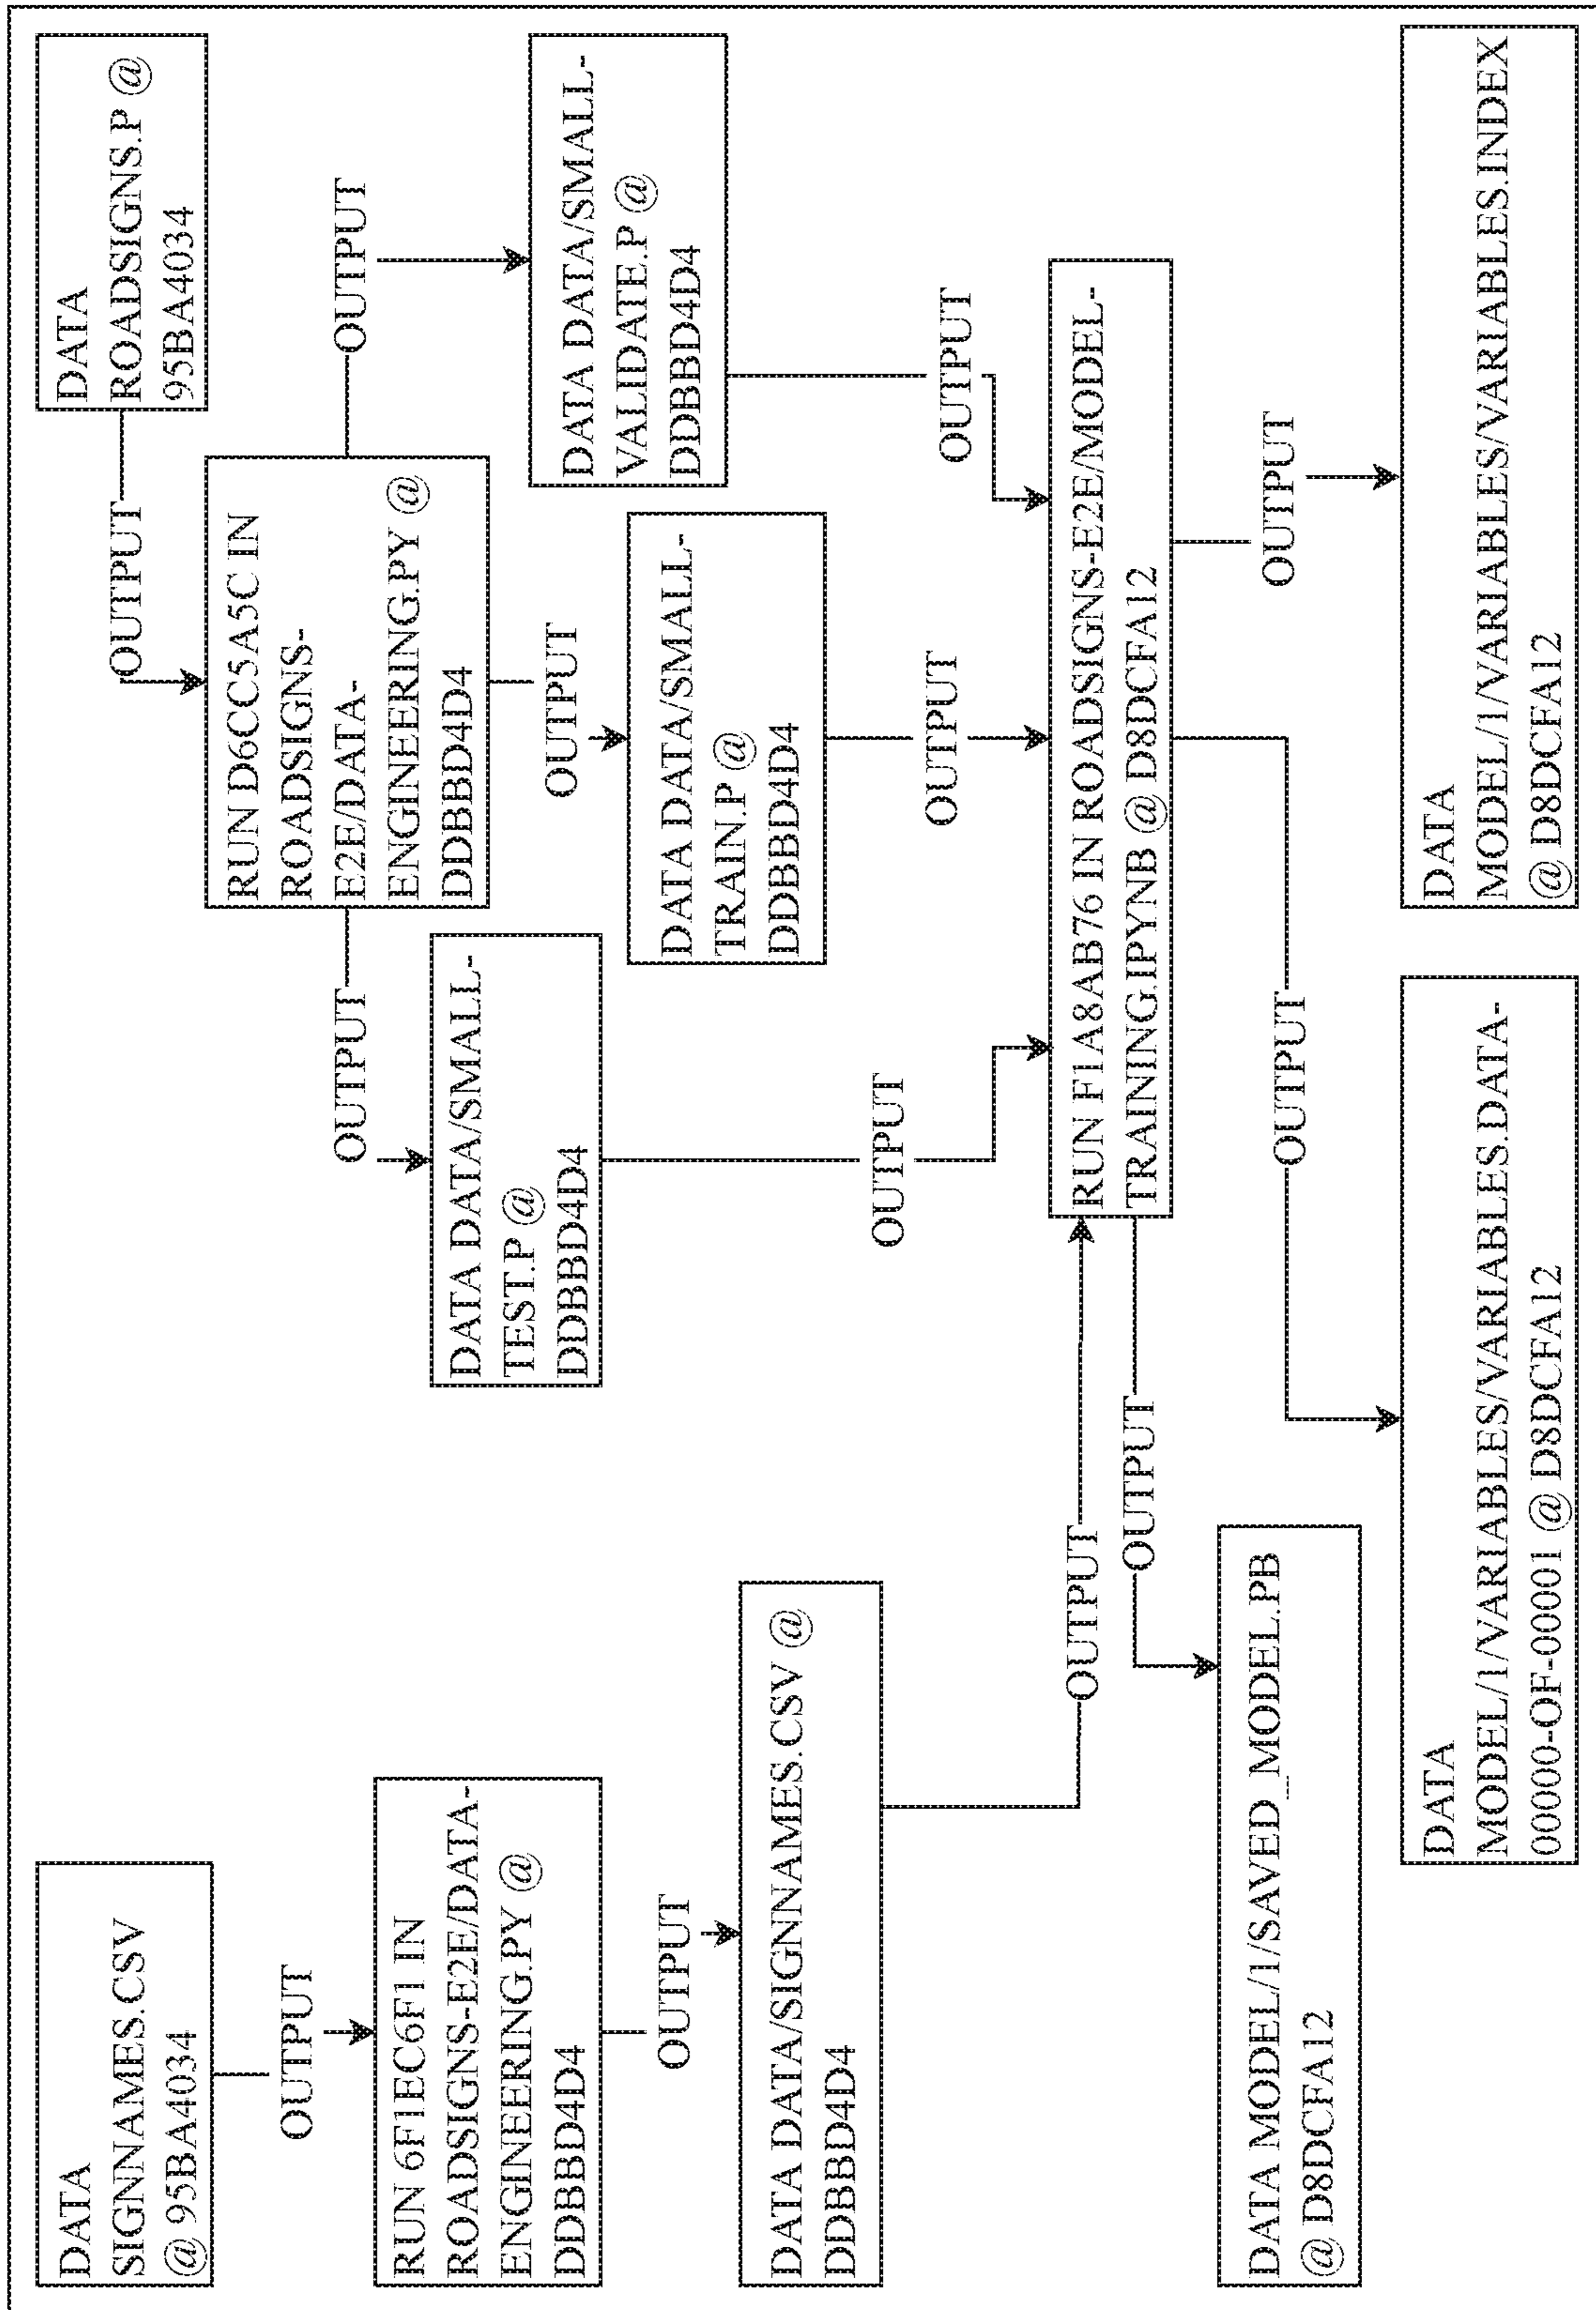 DATA
SIGNNAMES.CSV
@ 95BA4034
DATA
ROADSIGNS.P @
95BA4034
OUTPUT
OUTPUT
RUN D6CC5A5C IN
ROADSIGNS-
E2E/DATA-
ENGINEERING.PY @
DDBBD4D4
OUTPUT
OUTPUT
RUN 6F1EC6F1 IN
ROADSIGNS-E2E/DATA-
ENGINEERING.PY @
DDBBD4D4
DATA DATA/SMALL-
TEST.P @
DDBBD4D4
OUTPUT
DATA DATA/SMALL-
VALIDATE.P @
DDBBD4D4
OUTPUT
DATA DATA/SMALL-
TRAIN.P @
DDBBD4D4
DATA DATA/SIGNNAMES.CSV @
DDBBD4D4
OUTPUT
OUTPUT
OUTPUT
OUTPUT
RUN F1A8AB76 IN ROADSIGNS-E2E/MODEL-
TRAINING.IPYNB @ D8DCFA12
OUTPUT
DATA MODEL/1/SAVED_MODEL.PB
@ D8DCFA12
OUTPUT
OUTPUT
DATA
MODEL/1/VARIABLES/VARIABLES.DATA-
00000-OF-00001 @ D8DCFA12
DATA
MODEL/1/VARIABLES/VARIABLES.INDEX
@ D8DCFA12